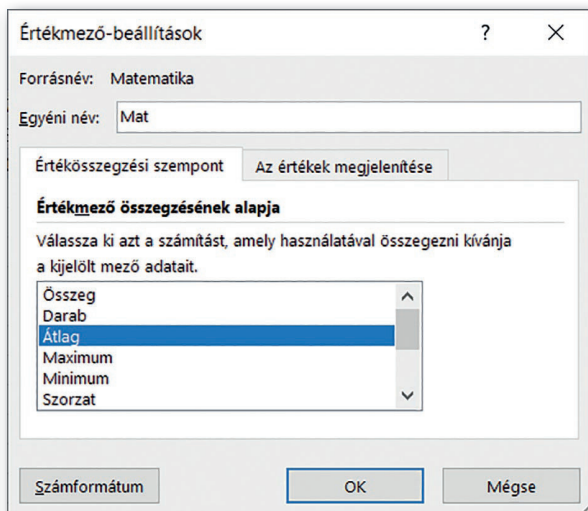 Értékmező-beállítások ?
Forrásnév: Matematika
Egyéni név: Mat
Értékösszegzési szempont Az értékek megjelenítése
Értékmező összegzésének alapja
Válassza ki azt a számítást, amely használatával összegezni kívánja
a kijelölt mező adatait.
Összeg
Darab
Átlag
Maximum
Minimum
Szorzat
Számformátum OK Mégse